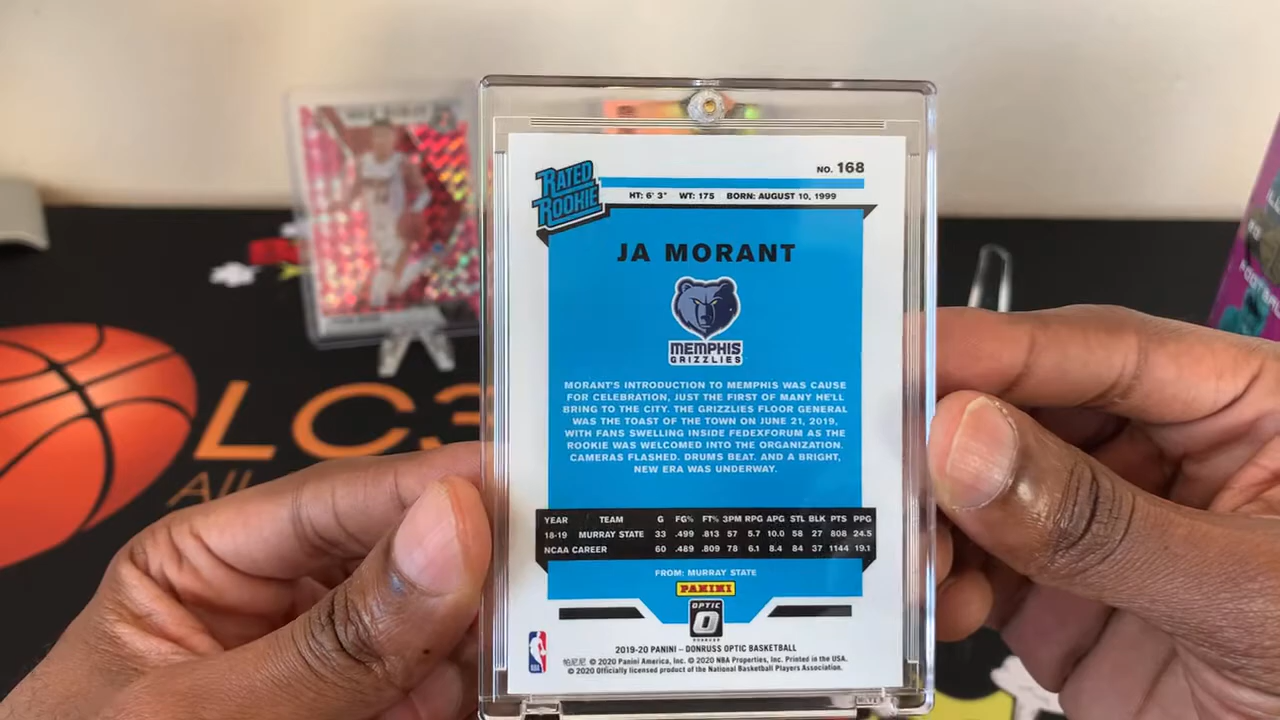 RATED
ROOKIE
NO. 168
HT: 6' 3" WT: 175 BORN: AUGUST 10, 1999
JA MORANT
MEMPHIS
GRIZZLIES
MORANT'S INTRODUCTION TO MEMPHIS WAS CAUSE
FOR CELEBRATION, JUST THE FIRST OF MANY HE'LL
BRING TO THE CITY. THE GRIZZLIES FLOOR GENERAL
WAS THE TOAST OF THE TOWN ON JUNE 21, 2019,
WITH FANS SWELLING INSIDE FEDEXFORUM AS THE
ROOKIE WAS WELCOMED INTO THE ORGANIZATION.
CAMERAS FLASHED. DRUMS BEAT. AND A BRIGHT,
NEW ERA WAS UNDERWAY.
YEAR TEAM G FG% FT% 3PM RPG APG STL BLK PTS PPG
18-19 MURRAY STATE 33 .499 .813 57 5.7 10.0 58 27 808 24.5
NCAA CAREER 60 .489 .809 78 6.1 8.4 84 37 1144 19.1
FROM: MURRAY STATE
PANINI
OPTIC
DONRUSS
NBA
2019-20 PANINI – DONRUSS OPTIC BASKETBALL
帕尼尼 © 2020 Panini America, Inc. © 2020 NBA Properties, Inc. Printed in the USA.
© 2020 Officially licensed product of the National Basketball Players Association.
LC3
All